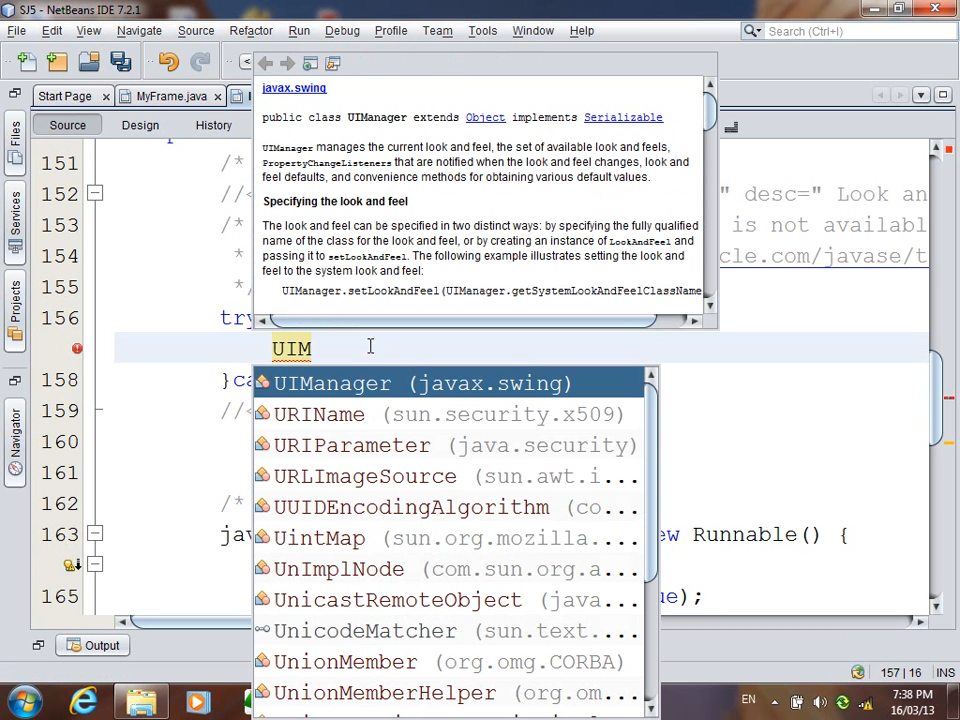 SJ5 - NetBeans IDE 7.2.1
File Edit View Navigate Source Refactor Run Debug Profile Team Tools Window Help
Search (Ctrl+I)
Start Page MyFrame.java
Source Design History
Files
Services
Projects
Navigator
javax.swing
public class UIManager extends Object implements Serializable
UIManager manages the current look and feel, the set of available look and feels,
PropertyChangeListeners that are notified when the look and feel changes, look and
feel defaults, and convenience methods for obtaining various default values.
Specifying the look and feel
The look and feel can be specified in two distinct ways: by specifying the fully qualified
name of the class for the look and feel, or by creating an instance of LookAndFeel and
passing it to setLookAndFeel. The following example illustrates setting the look and
feel to the system look and feel:
UIManager.setLookAndFeel(UIManager.getSystemLookAndFeelClassName
151 /*
152 //< " desc=" Look an
153 /* is not availabl
154 * cle.com/javase/t
155 */
156 try
UIM
158 }ca
159 //<
160
161
162 /*
163 jav ew Runnable() {
165 ue);
UIManager (javax.swing)
URIName (sun.security.x509)
URIParameter (java.security)
URLImageSource (sun.awt.i...
UUIDEncodingAlgorithm (co...
UintMap (sun.org.mozilla....
UnImplNode (com.sun.org.a...
UnicastRemoteObject (java...
UnicodeMatcher (sun.text....
UnionMember (org.omg.CORBA)
UnionMemberHelper (org.om...
Output
157 | 16 INS
EN
7:38 PM
16/03/13